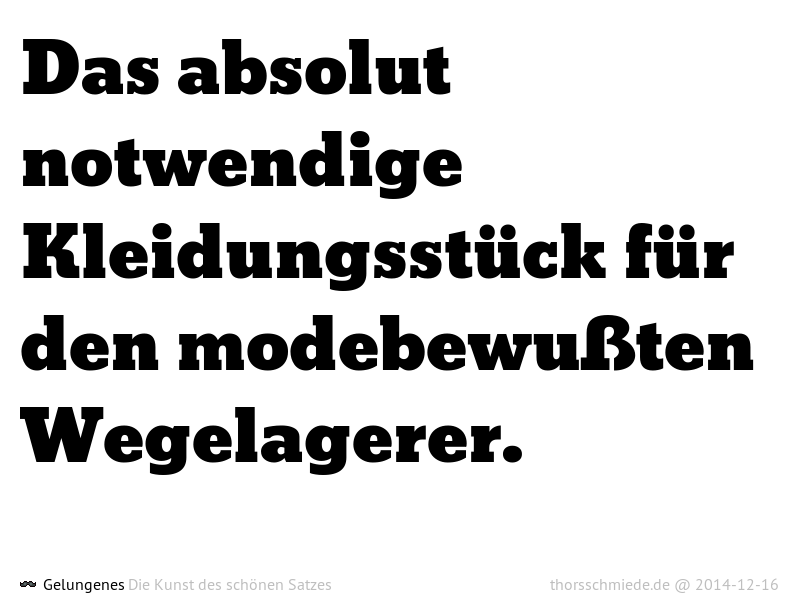 Das absolut
notwendige
Kleidungsstück für
den modebewußten
Wegelagerer.
Gelungenes Die Kunst des schönen Satzes thorsschmiede.de @ 2014-12-16